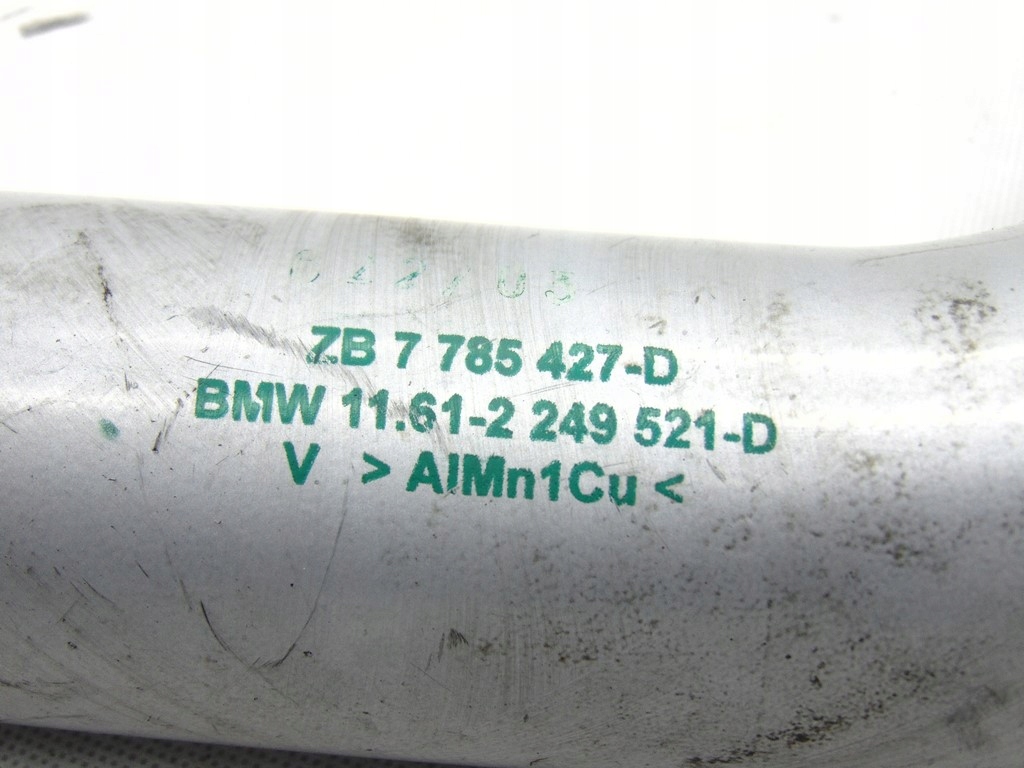 ZB 7 785 427-D
BMW 11.61-2 249 521-D
V > AlMn1Cu <